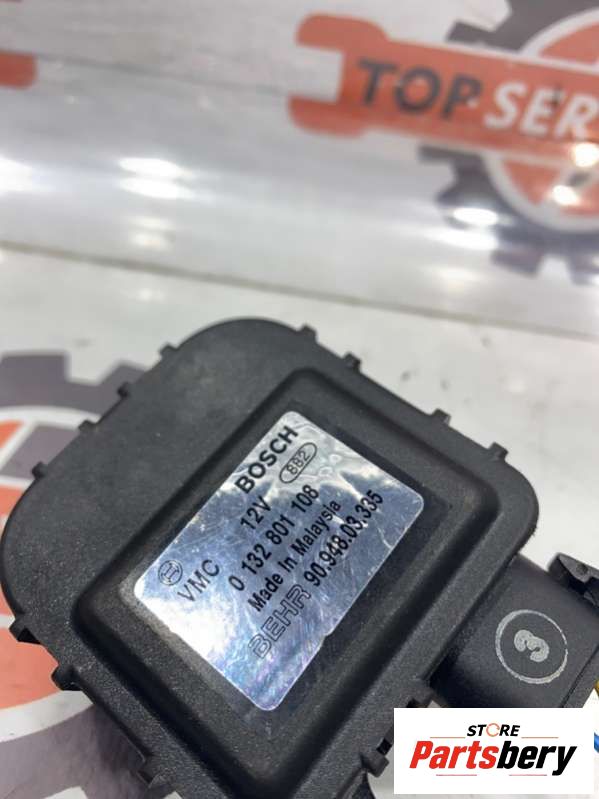 TOP SER
BOSCH
882
VMC 12V
0 132 801 108
Made In Malaysia
BEHR 90.948.03.335
3
STORE
Partsbery